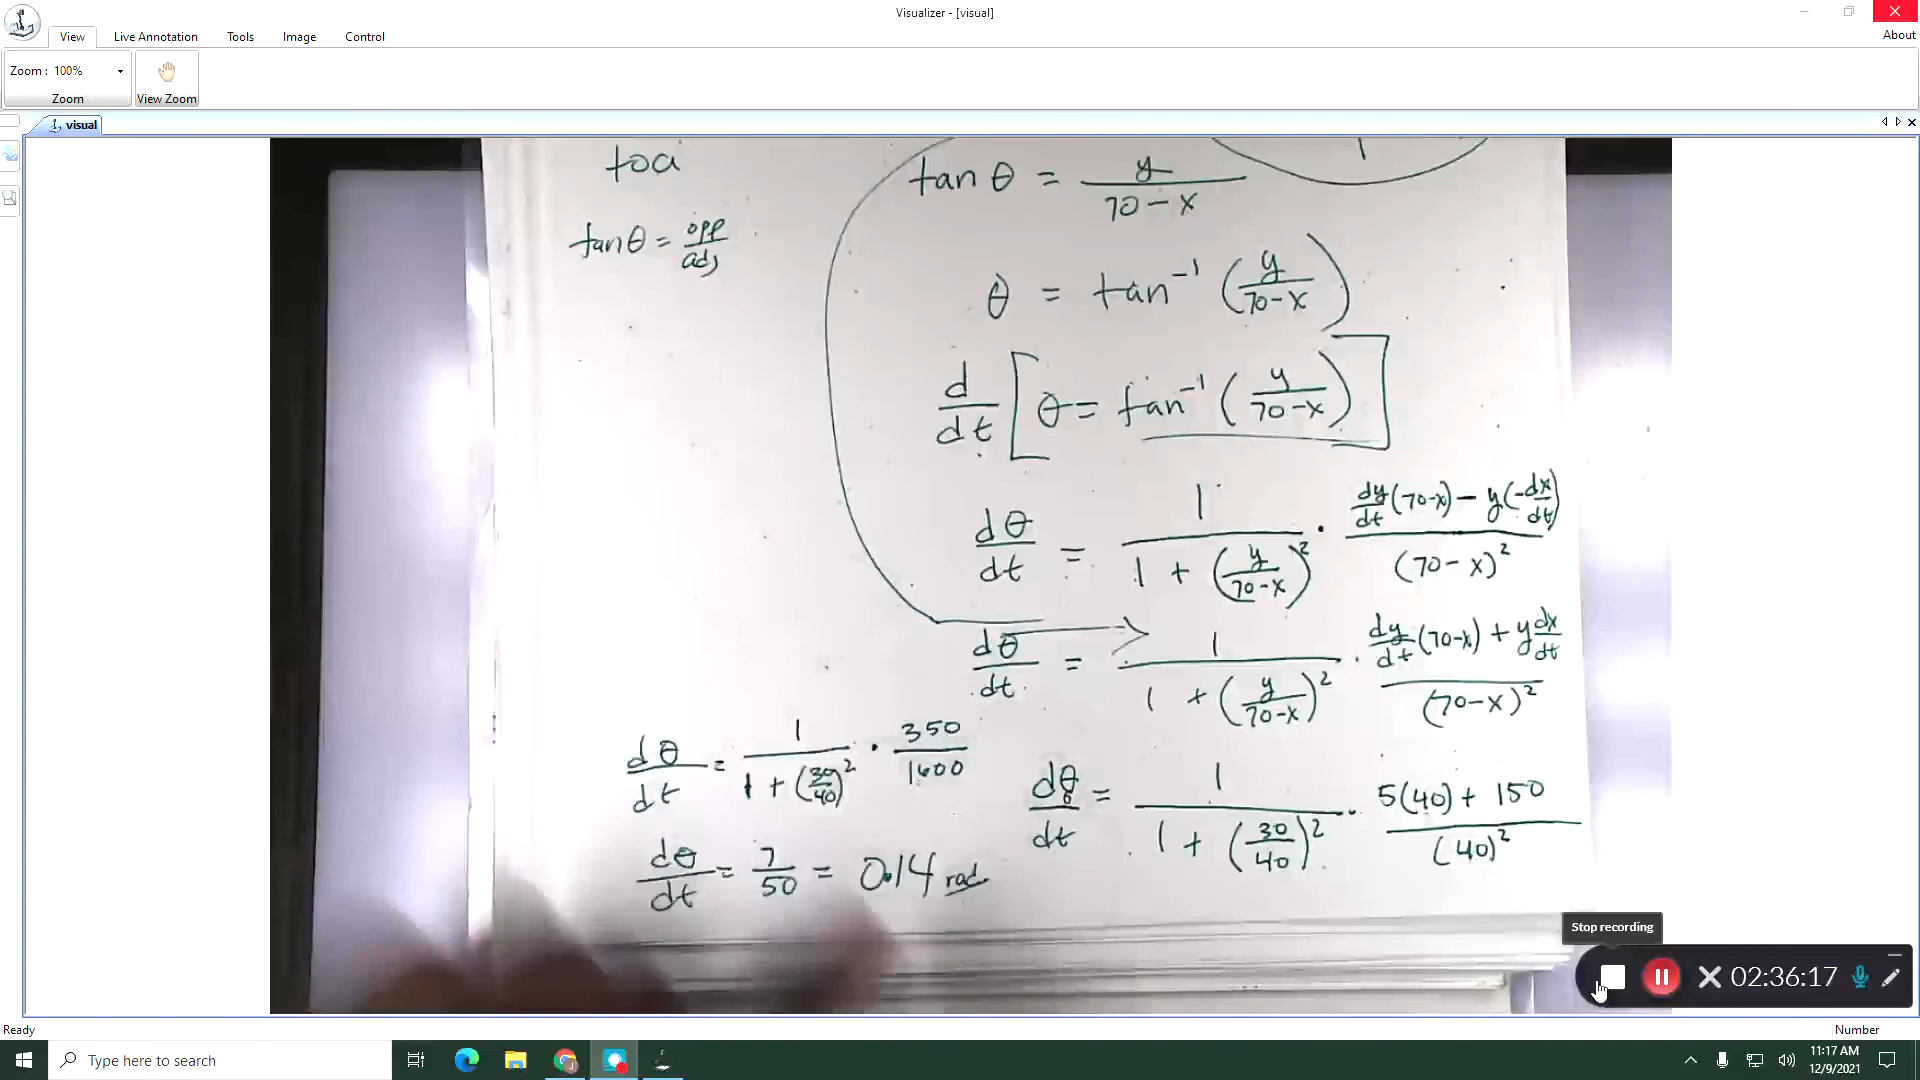 Visualizer - [visual]
View Live Annotation Tools Image Control About
Zoom : 100%
Zoom View Zoom
visual
toa
tan θ = y / (70 - x)
tan θ = opp / adj
θ = tan⁻¹ (y / (70-x))
d/dt [θ = tan⁻¹ (y / (70-x))]
dθ/dt = 1 / (1 + (y / (70-x))²) · (dy/dt (70-x) - y(-dx/dt)) / (70-x)²
dθ/dt = 1 / (1 + (y / (70-x))²) · (dy/dt (70-x) + y dx/dt) / (70-x)²
dθ/dt = 1 / (1 + (30/40)²) · 350/1600
dθ/dt = 1 / (1 + (30/40)²) · (5(40) + 150) / (40)²
dθ/dt = 7/50 = 0.14 rad
Stop recording
02:36:17
Ready Number
Type here to search
11:17 AM
12/9/2021